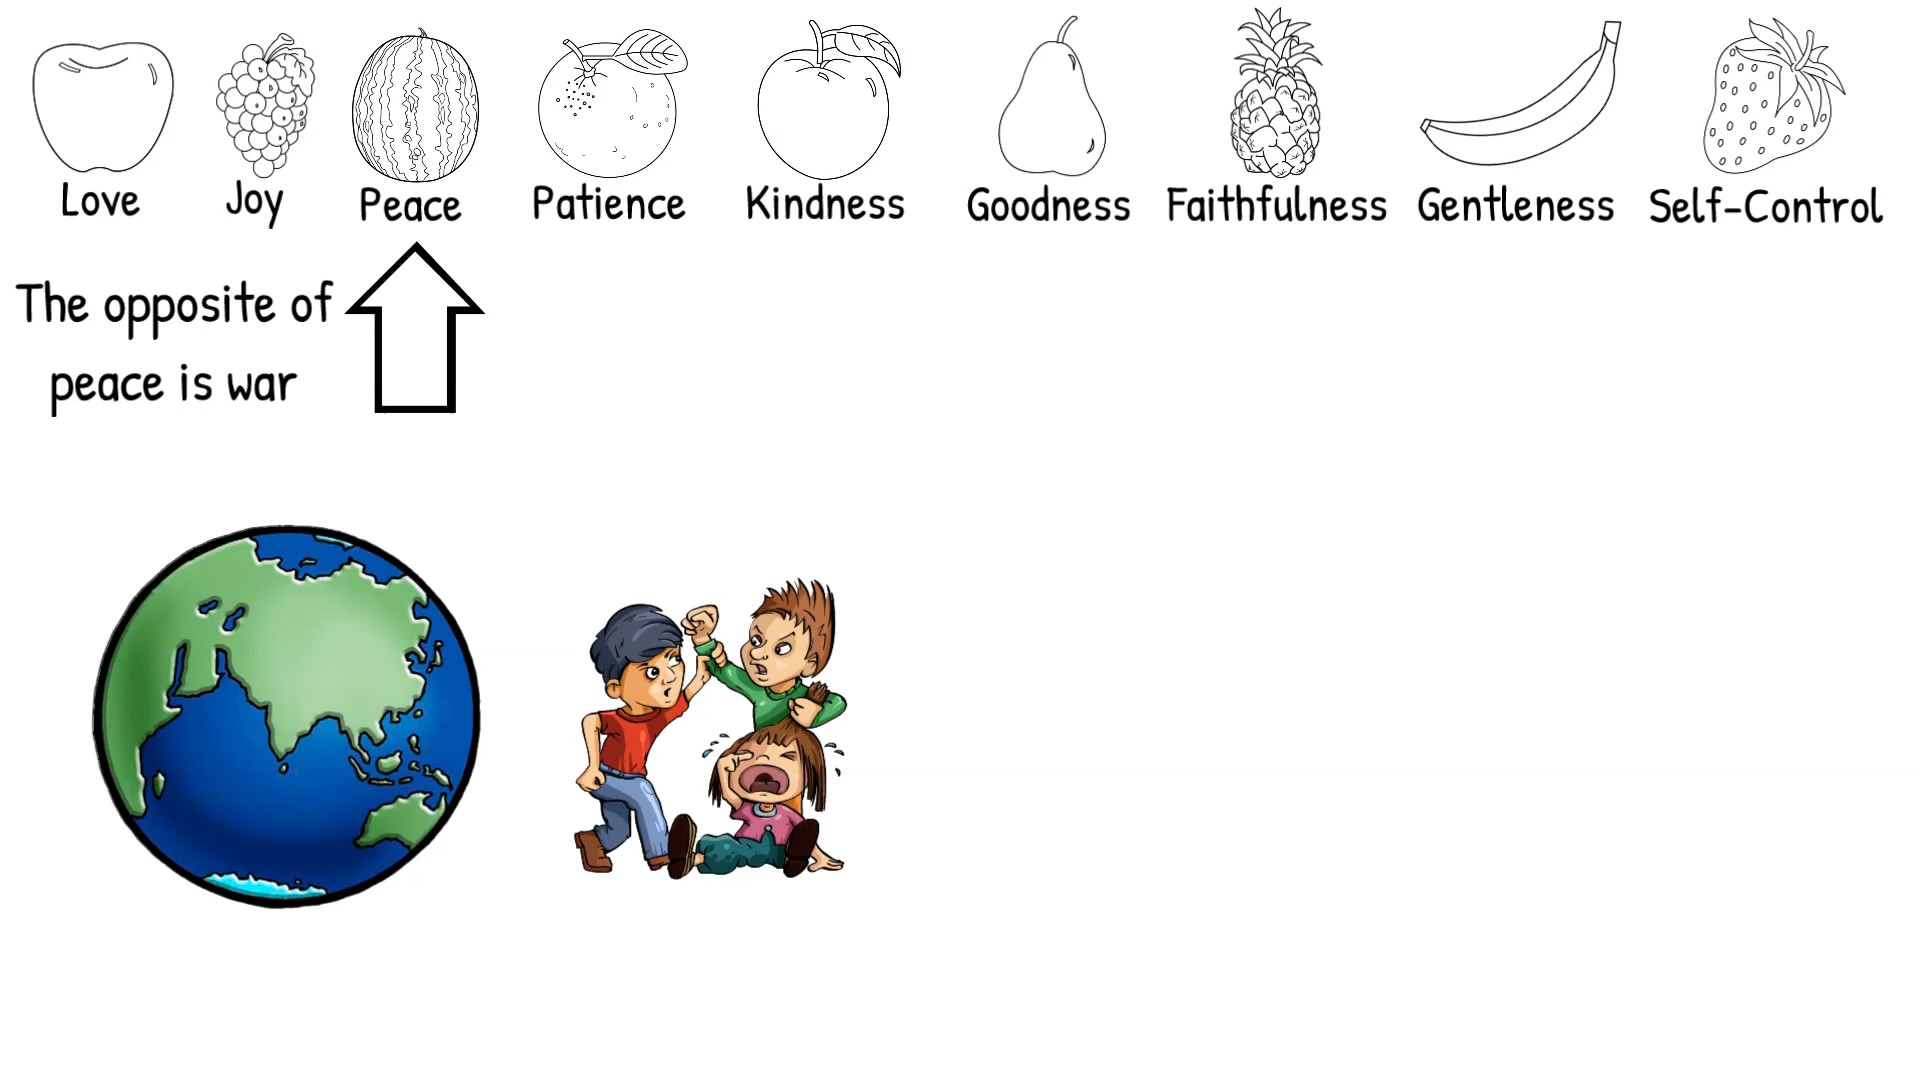 Love Joy Peace Patience Kindness Goodness Faithfulness Gentleness Self-Control
The opposite of
peace is war